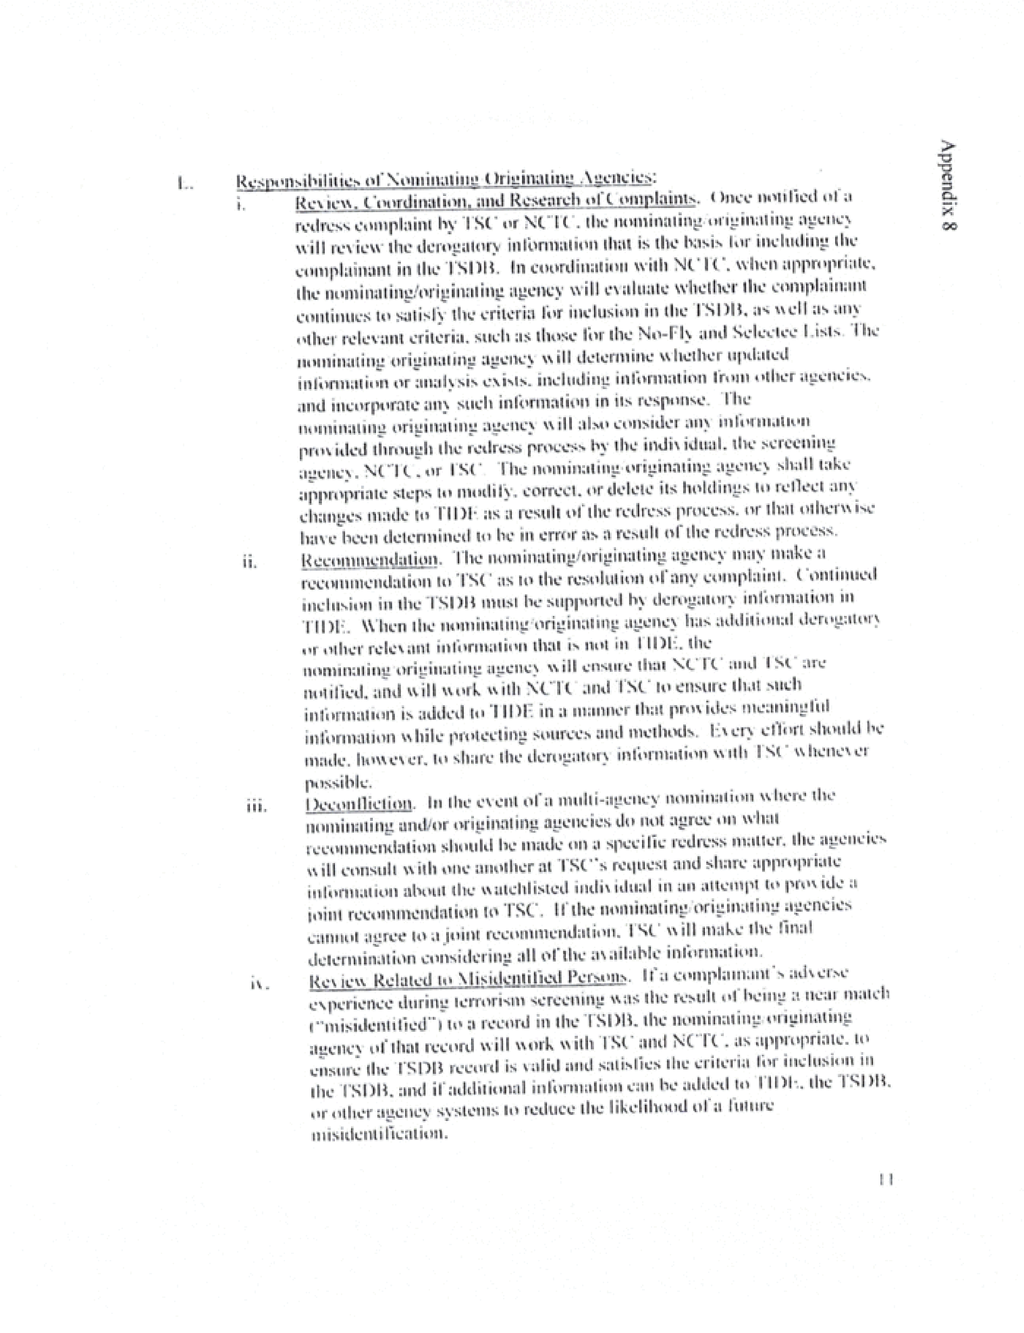 Appendix 8
L. Responsibilities of Nominating/Originating Agencies:
i. Review, Coordination, and Research of Complaints. Once notified of a
redress complaint by TSC or NCTC, the nominating/originating agency
will review the derogatory information that is the basis for including the
complainant in the TSDB. In coordination with NCTC, when appropriate,
the nominating/originating agency will evaluate whether the complainant
continues to satisfy the criteria for inclusion in the TSDB, as well as any
other relevant criteria, such as those for the No-Fly and Selectee Lists. The
nominating/originating agency will determine whether updated
information or analysis exists, including information from other agencies,
and incorporate any such information in its response. The
nominating/originating agency will also consider any information
provided through the redress process by the individual, the screening
agency, NCTC, or TSC. The nominating/originating agency shall take
appropriate steps to modify, correct, or delete its holdings to reflect any
changes made to TIDE as a result of the redress process, or that otherwise
have been determined to be in error as a result of the redress process.
ii. Recommendation. The nominating/originating agency may make a
recommendation to TSC as to the resolution of any complaint. Continued
inclusion in the TSDB must be supported by derogatory information in
TIDE. When the nominating/originating agency has additional derogatory
or other relevant information that is not in TIDE, the
nominating/originating agency will ensure that NCTC and TSC are
notified, and will work with NCTC and TSC to ensure that such
information is added to TIDE in a manner that provides meaningful
information while protecting sources and methods. Every effort should be
made, however, to share the derogatory information with TSC whenever
possible.
iii. Deconfliction. In the event of a multi-agency nomination where the
nominating and/or originating agencies do not agree on what
recommendation should be made on a specific redress matter, the agencies
will consult with one another at TSC's request and share appropriate
information about the watchlisted individual in an attempt to provide a
joint recommendation to TSC. If the nominating/originating agencies
cannot agree to a joint recommendation, TSC will make the final
determination considering all of the available information.
iv. Review Related to Misidentified Persons. If a complainant's adverse
experience during terrorism screening was the result of being a near match
("misidentified") to a record in the TSDB, the nominating/originating
agency of that record will work with TSC and NCTC, as appropriate, to
ensure the TSDB record is valid and satisfies the criteria for inclusion in
the TSDB, and if additional information can be added to TIDE, the TSDB,
or other agency systems to reduce the likelihood of a future
misidentification.
11